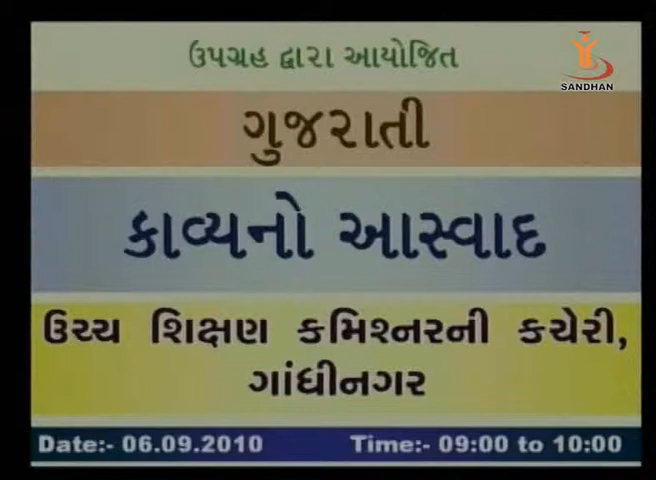 ઉપગ્રહ દ્વારા આયોજિત
SANDHAN
ગુજરાતી
કાવ્યનો આસ્વાદ
ઉચ્ચ શિક્ષણ કમિશ્નરની કચેરી,
ગાંધીનગર
Date:- 06.09.2010 Time:- 09:00 to 10:00